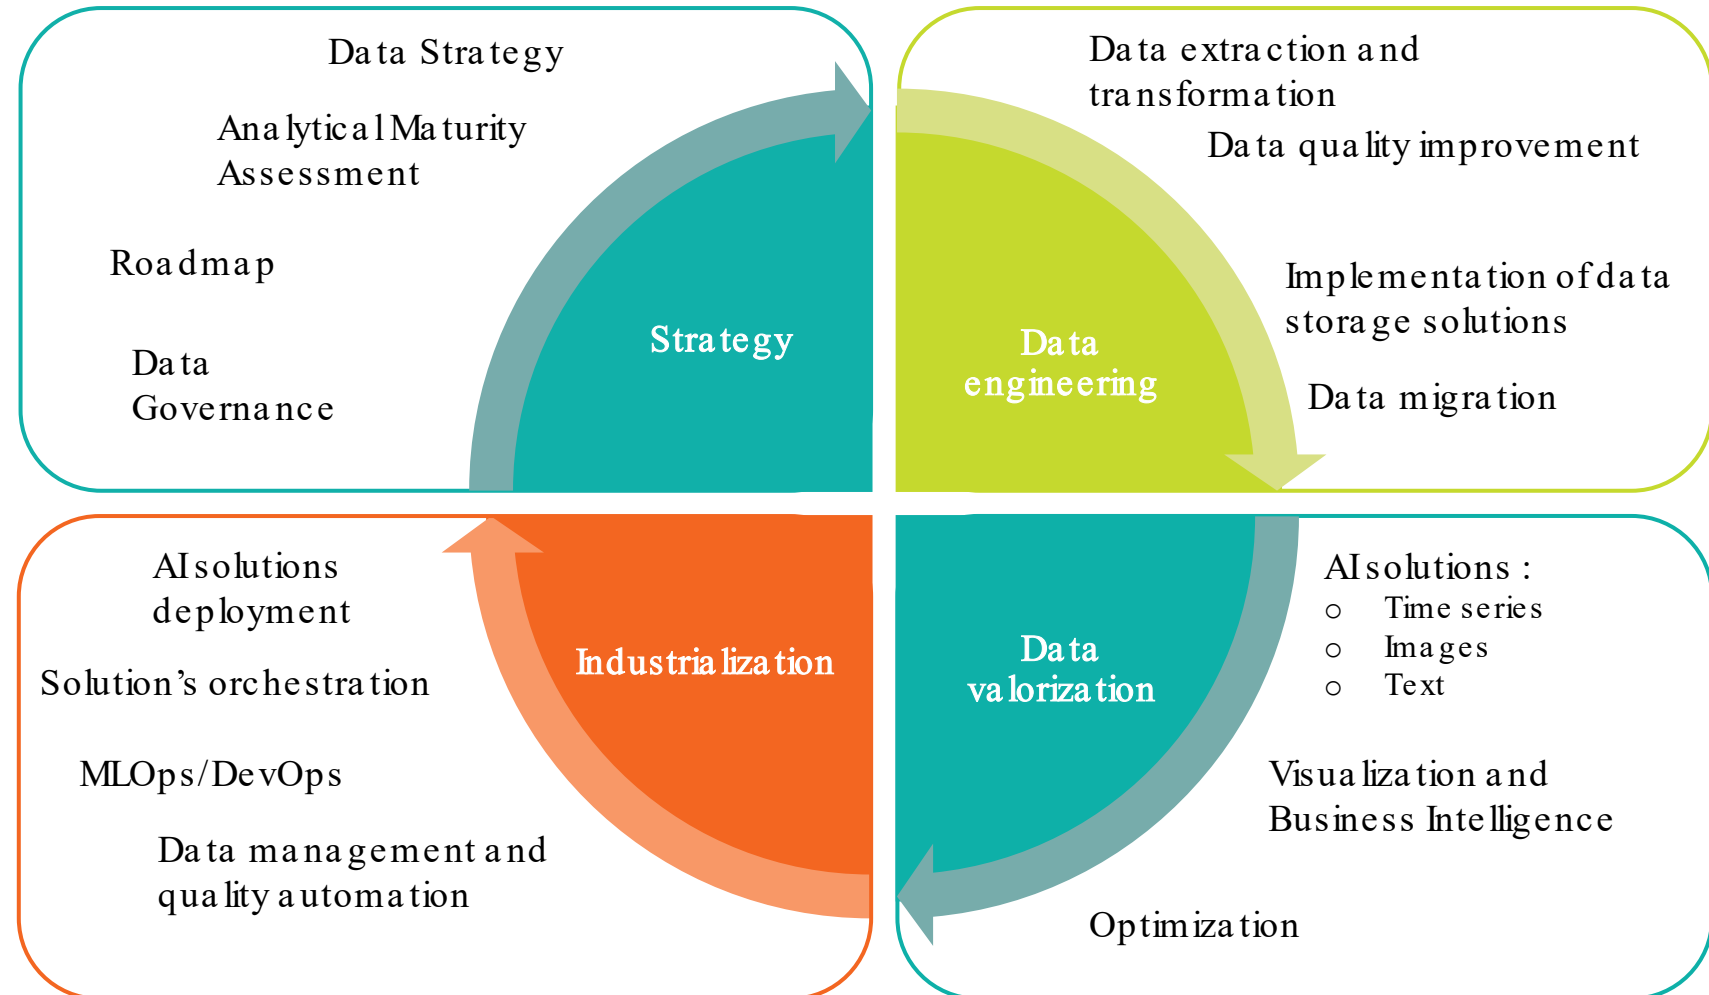 Data Strategy
Analytical Maturity
Assessment
Roadmap
Data
Governance
Strategy
Data extraction and
transformation
Data quality improvement
Implementation of data
storage solutions
Data migration
Data
engineering
AI solutions
deployment
Solution’s orchestration
MLOps/DevOps
Data management and
quality automation
Industrialization
Data
valorization
AI solutions :
o Time series
o Images
o Text
Visualization and
Business Intelligence
Optimization